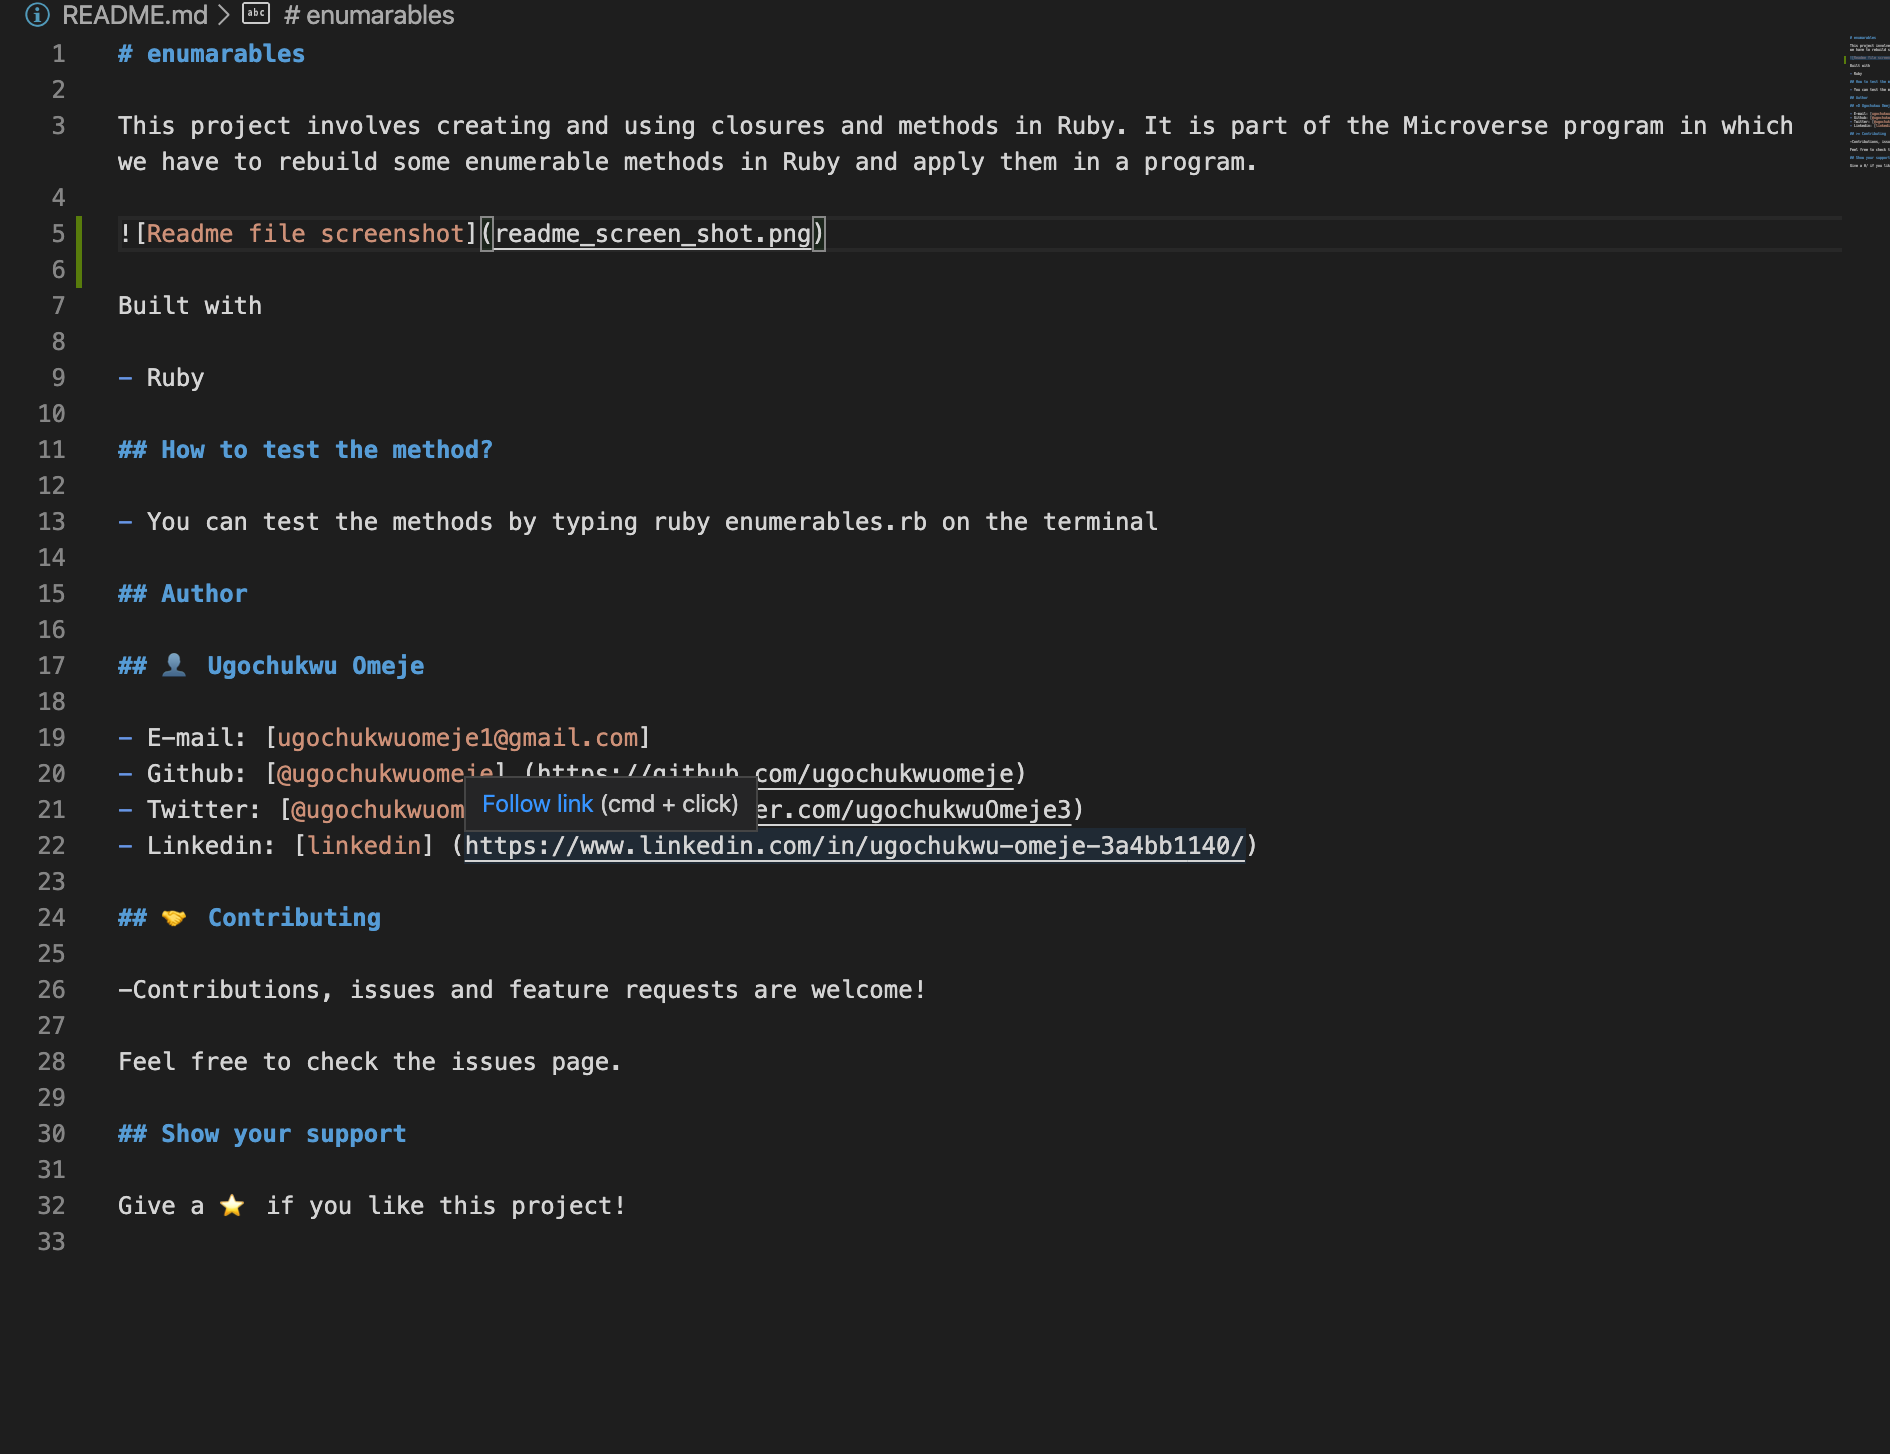 README.md > abc # enumarables
1 # enumarables
2
3 This project involves creating and using closures and methods in Ruby. It is part of the Microverse program in which
we have to rebuild some enumerable methods in Ruby and apply them in a program.
4
5 ![Readme file screenshot](readme_screen_shot.png)
6
7 Built with
8
9 - Ruby
10
11 ## How to test the method?
12
13 - You can test the methods by typing ruby enumerables.rb on the terminal
14
15 ## Author
16
17 ## 👤 Ugochukwu Omeje
18
19 - E-mail: [ugochukwuomeje1@gmail.com]
20 - Github: [@ugochukwuomeje] (https://github.com/ugochukwuomeje)
Follow link (cmd + click)
21 - Twitter: [@ugochukwuom er.com/ugochukwuOmeje3)
22 - Linkedin: [linkedin] (https://www.linkedin.com/in/ugochukwu-omeje-3a4bb1140/)
23
24 ## 🤝 Contributing
25
26 -Contributions, issues and feature requests are welcome!
27
28 Feel free to check the issues page.
29
30 ## Show your support
31
32 Give a ⭐ if you like this project!
33